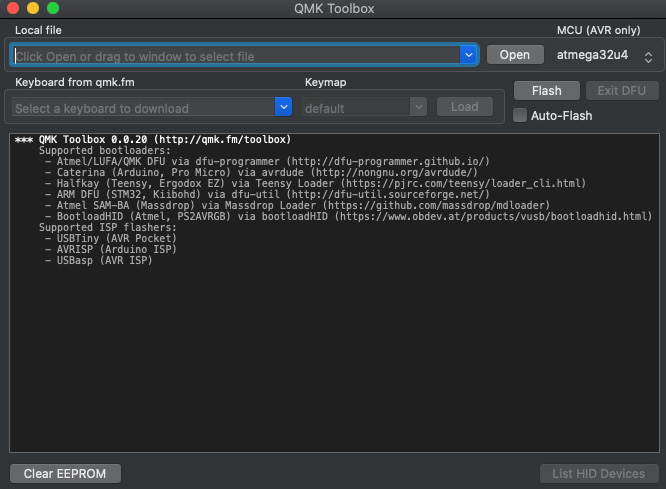 QMK Toolbox
Local file
MCU (AVR only)
Click Open or drag to window to select file
Open
atmega32u4
Keyboard from qmk.fm
Keymap
Flash
Exit DFU
Select a keyboard to download
default
Load
Auto-Flash
*** QMK Toolbox 0.0.20 (http://qmk.fm/toolbox)
Supported bootloaders:
- Atmel/LUFA/QMK DFU via dfu-programmer (http://dfu-programmer.github.io/)
- Caterina (Arduino, Pro Micro) via avrdude (http://nongnu.org/avrdude/)
- Halfkay (Teensy, Ergodox EZ) via Teensy Loader (https://pjrc.com/teensy/loader_cli.html)
- ARM DFU (STM32, Kiibohd) via dfu-util (http://dfu-util.sourceforge.net/)
- Atmel SAM-BA (Massdrop) via Massdrop Loader (https://github.com/massdrop/mdloader)
- BootloadHID (Atmel, PS2AVRGB) via bootloadHID (https://www.obdev.at/products/vusb/bootloadhid.html)
Supported ISP flashers:
- USBTiny (AVR Pocket)
- AVRISP (Arduino ISP)
- USBasp (AVR ISP)
Clear EEPROM
List HID Devices